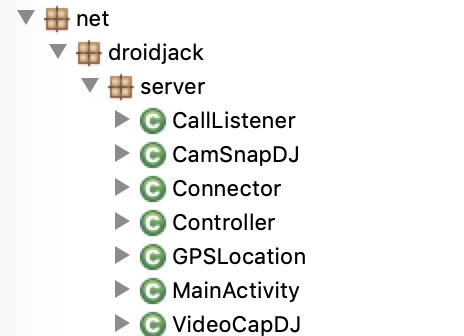 net
droidjack
server
CallListener
CamSnapDJ
Connector
Controller
GPSLocation
MainActivity
VideoCapDJ